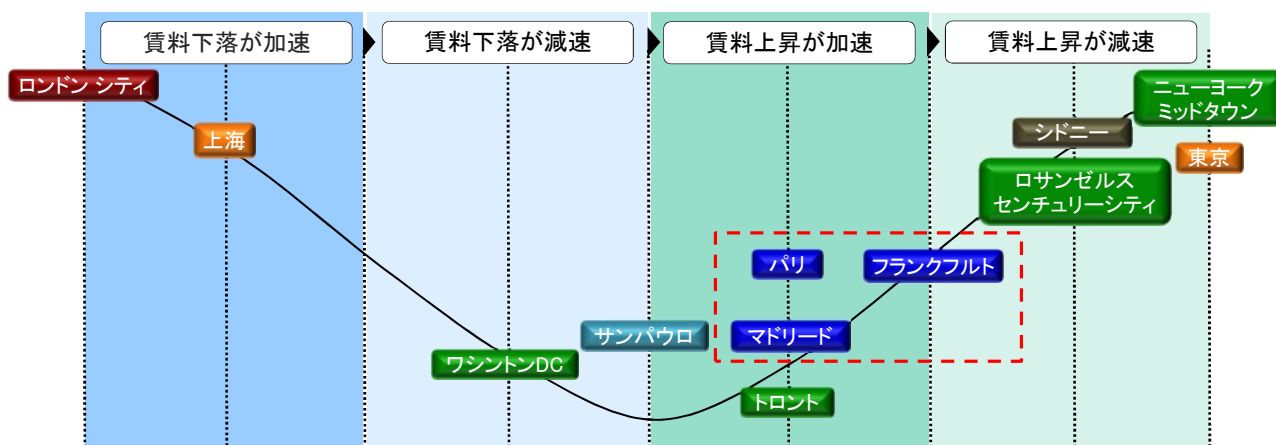 賃料下落が加速
賃料下落が減速
賃料上昇が加速
賃料上昇が減速
ロンドン シティ
上海
ニューヨーク
ミッドタウン
シドニー
東京
ロサンゼルス
センチュリーシティ
パリ
フランクフルト
サンパウロ
マドリード
ワシントンDC
トロント